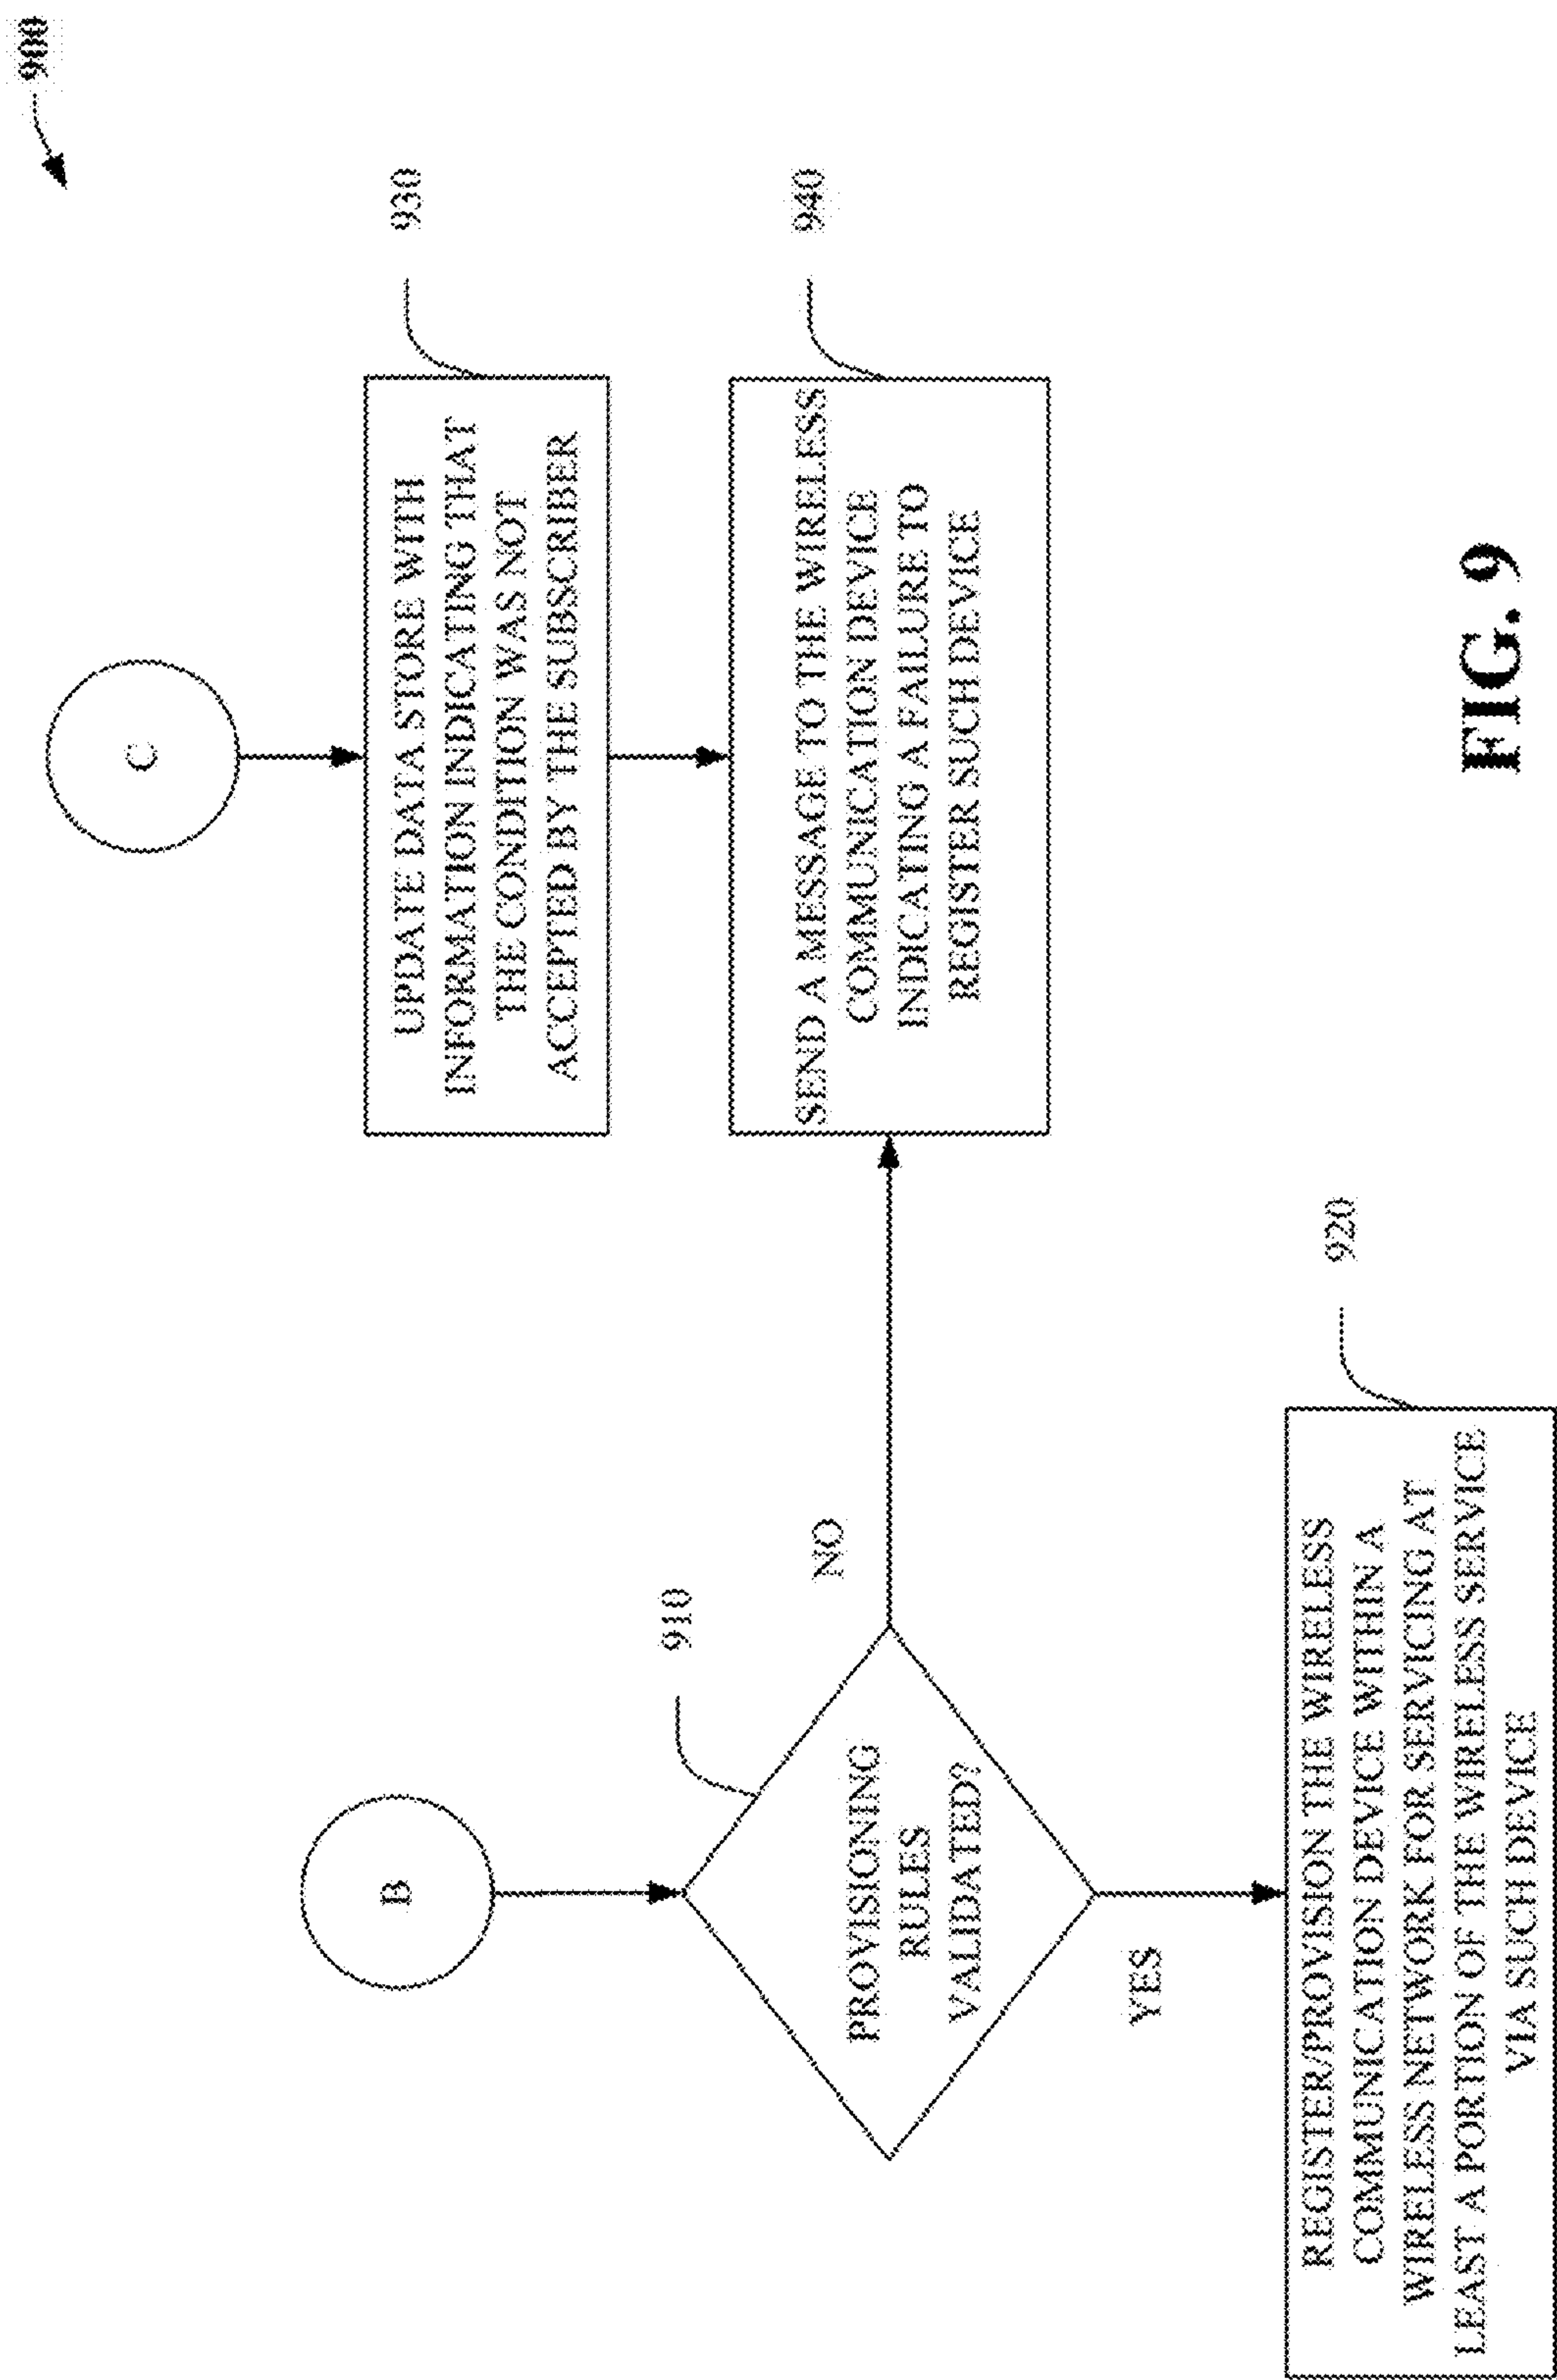 900
C
930
UPDATE DATA STORE WITH
INFORMATION INDICATING THAT
THE CONDITION WAS NOT
ACCEPTED BY THE SUBSCRIBER
B
910
940
PROVISIONING
RULES
VALIDATED?
NO
SEND A MESSAGE TO THE WIRELESS
COMMUNICATION DEVICE
INDICATING A FAILURE TO
REGISTER SUCH DEVICE
YES
920
REGISTER/PROVISION THE WIRELESS
COMMUNICATION DEVICE WITHIN A
WIRELESS NETWORK FOR SERVICING AT
LEAST A PORTION OF THE WIRELESS SERVICE
VIA SUCH DEVICE
FIG. 9